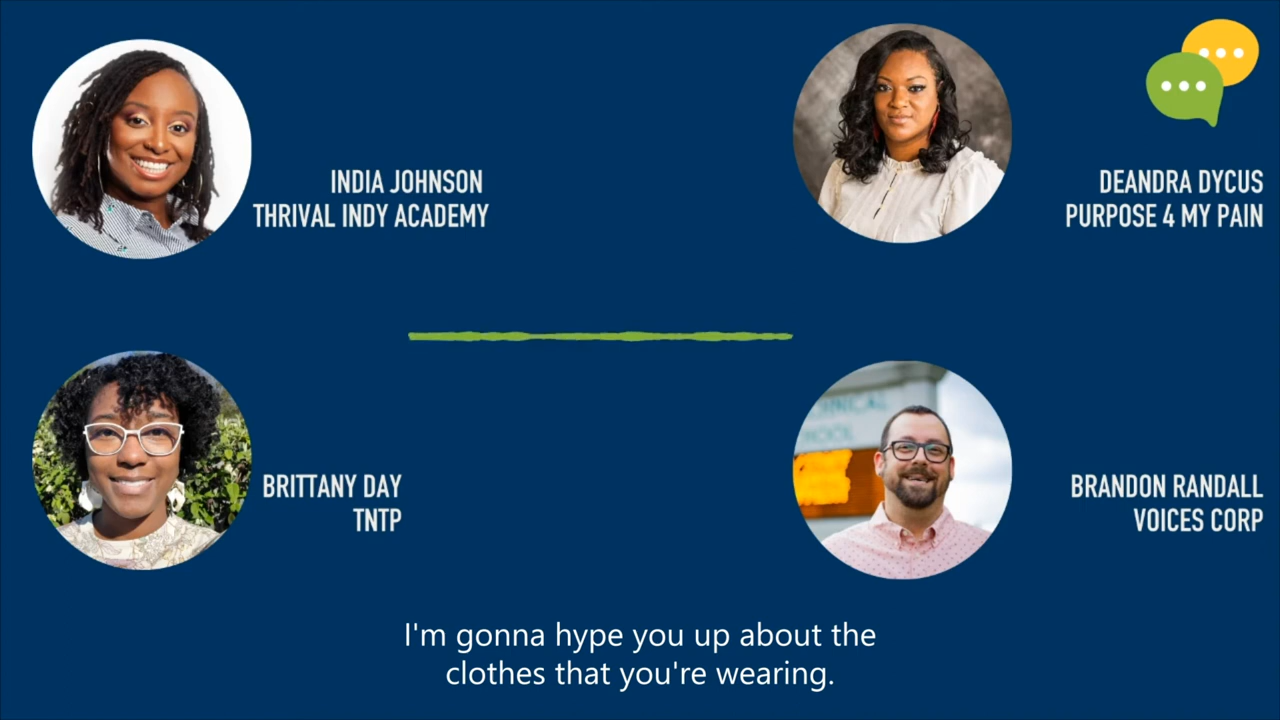 INDIA JOHNSON
THRIVAL INDY ACADEMY
DEANDRA DYCUS
PURPOSE 4 MY PAIN
BRITTANY DAY
TNTP
BRANDON RANDALL
VOICES CORP
I'm gonna hype you up about the
clothes that you're wearing.